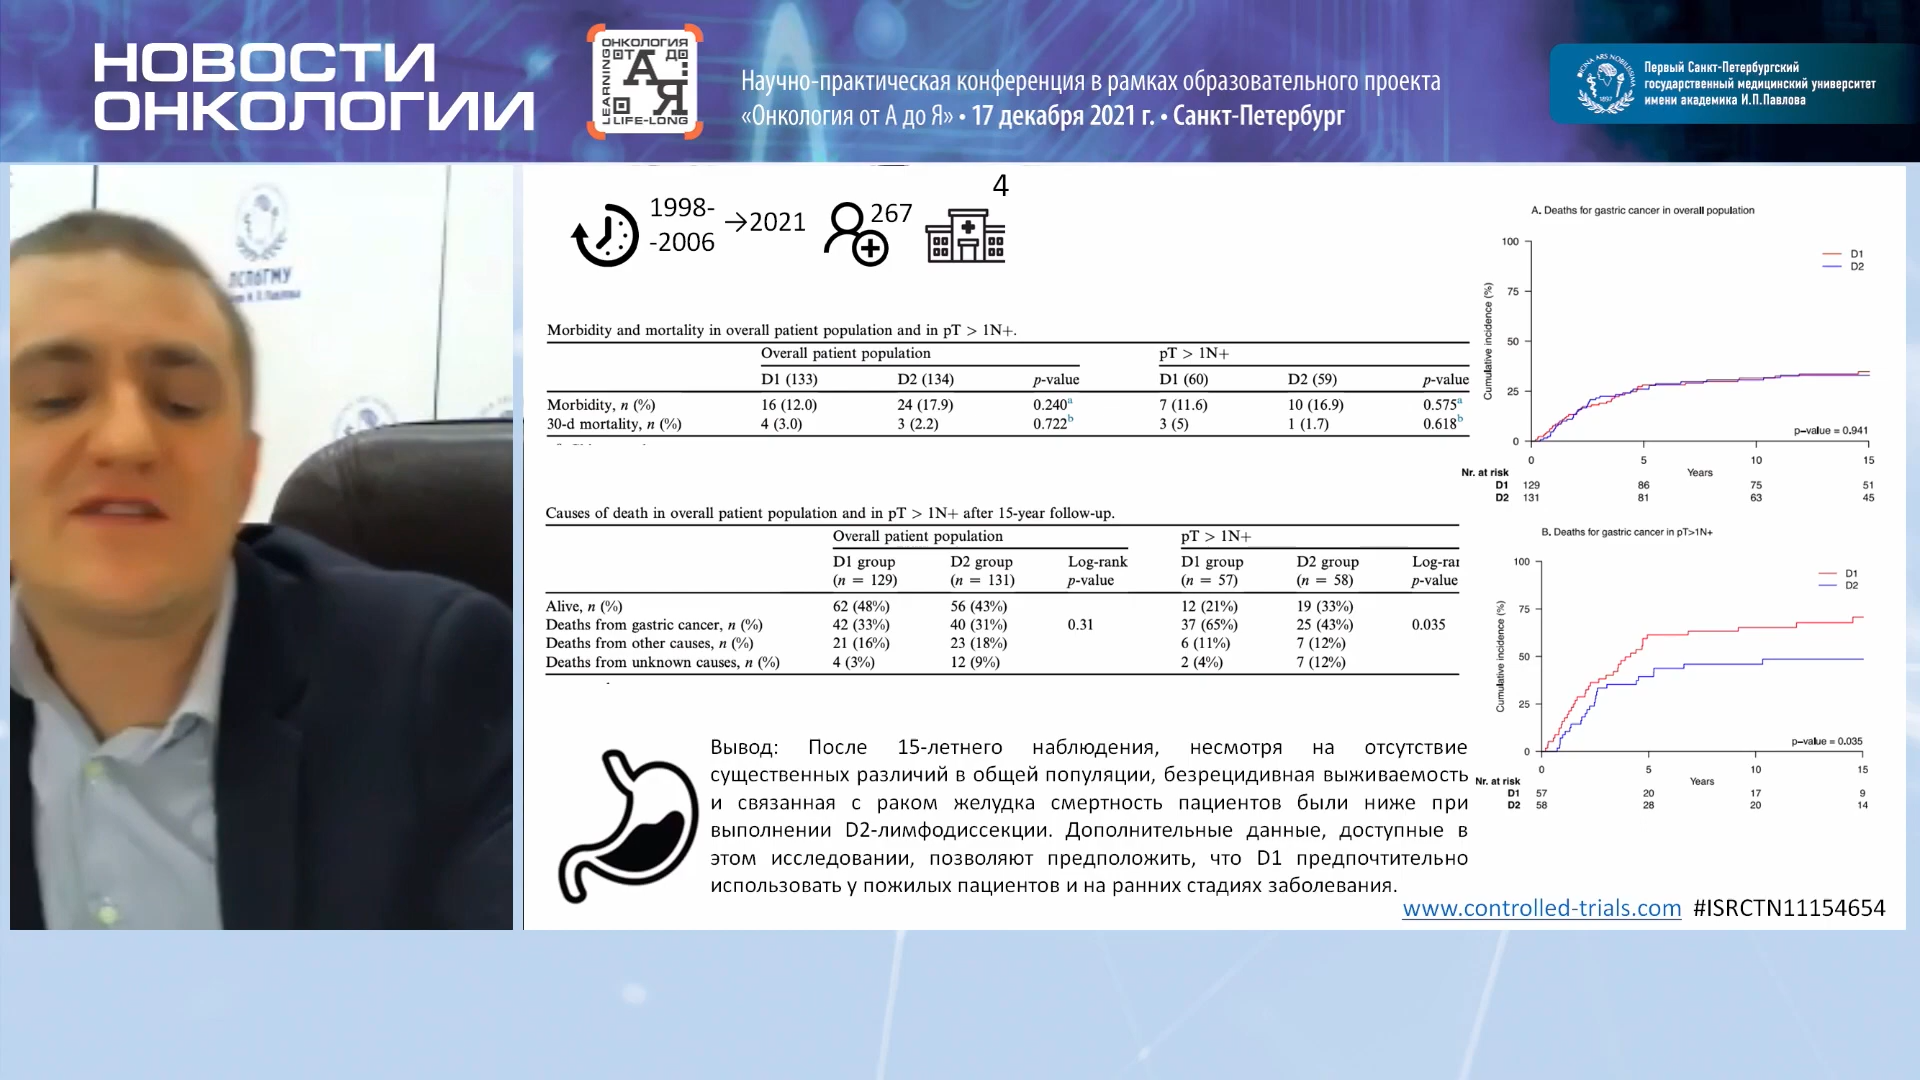 НОВОСТИ
ОНКОЛОГИИ
ОНКОЛОГИЯ
ОТ А ДО Я
LEARNING
LIFE-LONG
Научно-практическая конференция в рамках образовательного проекта
«Онкология от А до Я» • 17 декабря 2021 г. • Санкт-Петербург
1897
Первый Санкт-Петербургский
государственный медицинский университет
имени академика И.П.Павлова
1998-
-2006
→2021
267
4
Morbidity and mortality in overall patient population and in pT > 1N+.
Overall patient population pT > 1N+
D1 (133) D2 (134) p-value D1 (60) D2 (59) p-value
Morbidity, n (%) 16 (12.0) 24 (17.9) 0.240a 7 (11.6) 10 (16.9) 0.575a
30-d mortality, n (%) 4 (3.0) 3 (2.2) 0.722b 3 (5) 1 (1.7) 0.618b
Causes of death in overall patient population and in pT > 1N+ after 15-year follow-up.
Overall patient population pT > 1N+
D1 group D2 group Log-rank D1 group D2 group
(n = 129) (n = 131) p-value (n = 57) (n = 58) p-value
Alive, n (%) 62 (48%) 56 (43%) 12 (21%) 19 (33%)
Deaths from gastric cancer, n (%) 42 (33%) 40 (31%) 0.31 37 (65%) 25 (43%) 0.035
Deaths from other causes, n (%) 21 (16%) 23 (18%) 6 (11%) 7 (12%)
Deaths from unknown causes, n (%) 4 (3%) 12 (9%) 2 (4%) 7 (12%)
Вывод: После 15-летнего наблюдения, несмотря на отсутствие
существенных различий в общей популяции, безрецидивная выживаемость
и связанная с раком желудка смертность пациентов были ниже при
выполнении D2-лимфодиссекции. Дополнительные данные, доступные в
этом исследовании, позволяют предположить, что D1 предпочтительно
использовать у пожилых пациентов и на ранних стадиях заболевания.
A. Deaths for gastric cancer in overall population
Cumulative incidence (%)
100
75
50
25
0
D1
D2
p-value = 0.941
0 5 10 15
Years
Nr. at risk
D1 129 86 75 51
D2 131 81 63 45
B. Deaths for gastric cancer in pT>1N+
Cumulative incidence (%)
100
75
50
25
0
D1
D2
p-value = 0.035
0 5 10 15
Years
Nr. at risk
D1 57 20 17 9
D2 58 28 20 14
www.controlled-trials.com #ISRCTN11154654